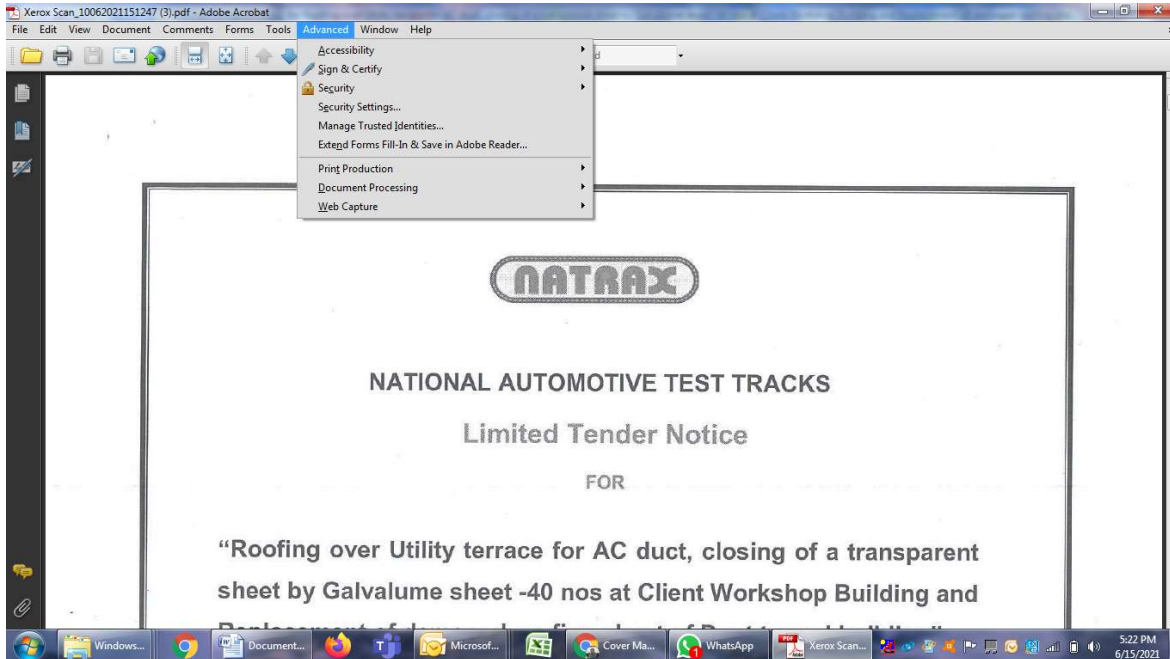 Xerox Scan_10062021151247 (3).pdf - Adobe Acrobat
File Edit View Document Comments Forms Tools Advanced Window Help
Accessibility
Sign & Certify
Security
Security Settings...
Manage Trusted Identities...
Extend Forms Fill-In & Save in Adobe Reader...
Print Production
Document Processing
Web Capture
NATRAX
NATIONAL AUTOMOTIVE TEST TRACKS
Limited Tender Notice
FOR
“Roofing over Utility terrace for AC duct, closing of a transparent
sheet by Galvalume sheet -40 nos at Client Workshop Building and
Windows... Document... Microsof... Cover Ma... 1 WhatsApp Xerox Scan... 5:22 PM
6/15/2021